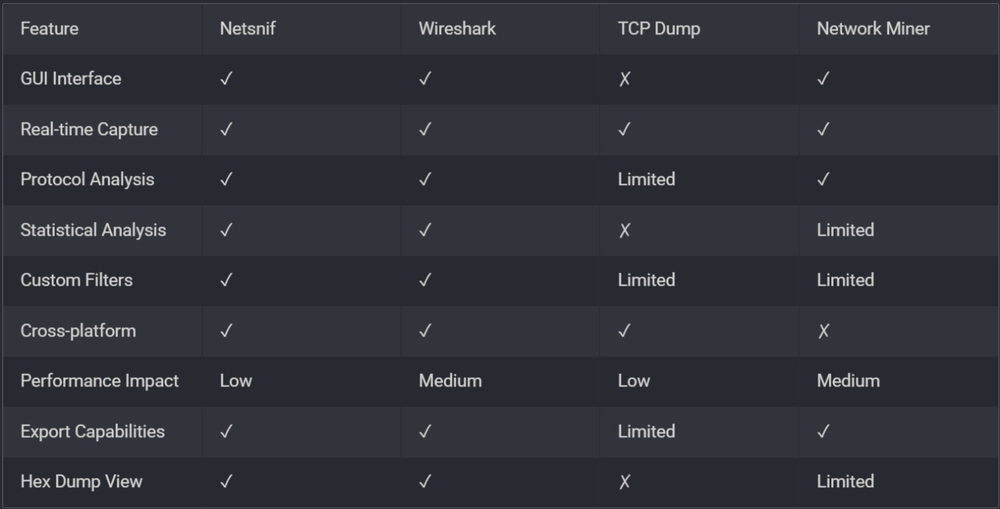 Feature Netsnif Wireshark TCP Dump Network Miner
GUI Interface ✓ ✓ ✗ ✓
Real-time Capture ✓ ✓ ✓ ✓
Protocol Analysis ✓ ✓ Limited ✓
Statistical Analysis ✓ ✓ ✗ Limited
Custom Filters ✓ ✓ Limited Limited
Cross-platform ✓ ✓ ✓ ✗
Performance Impact Low Medium Low Medium
Export Capabilities ✓ ✓ Limited ✓
Hex Dump View ✓ ✓ ✗ Limited